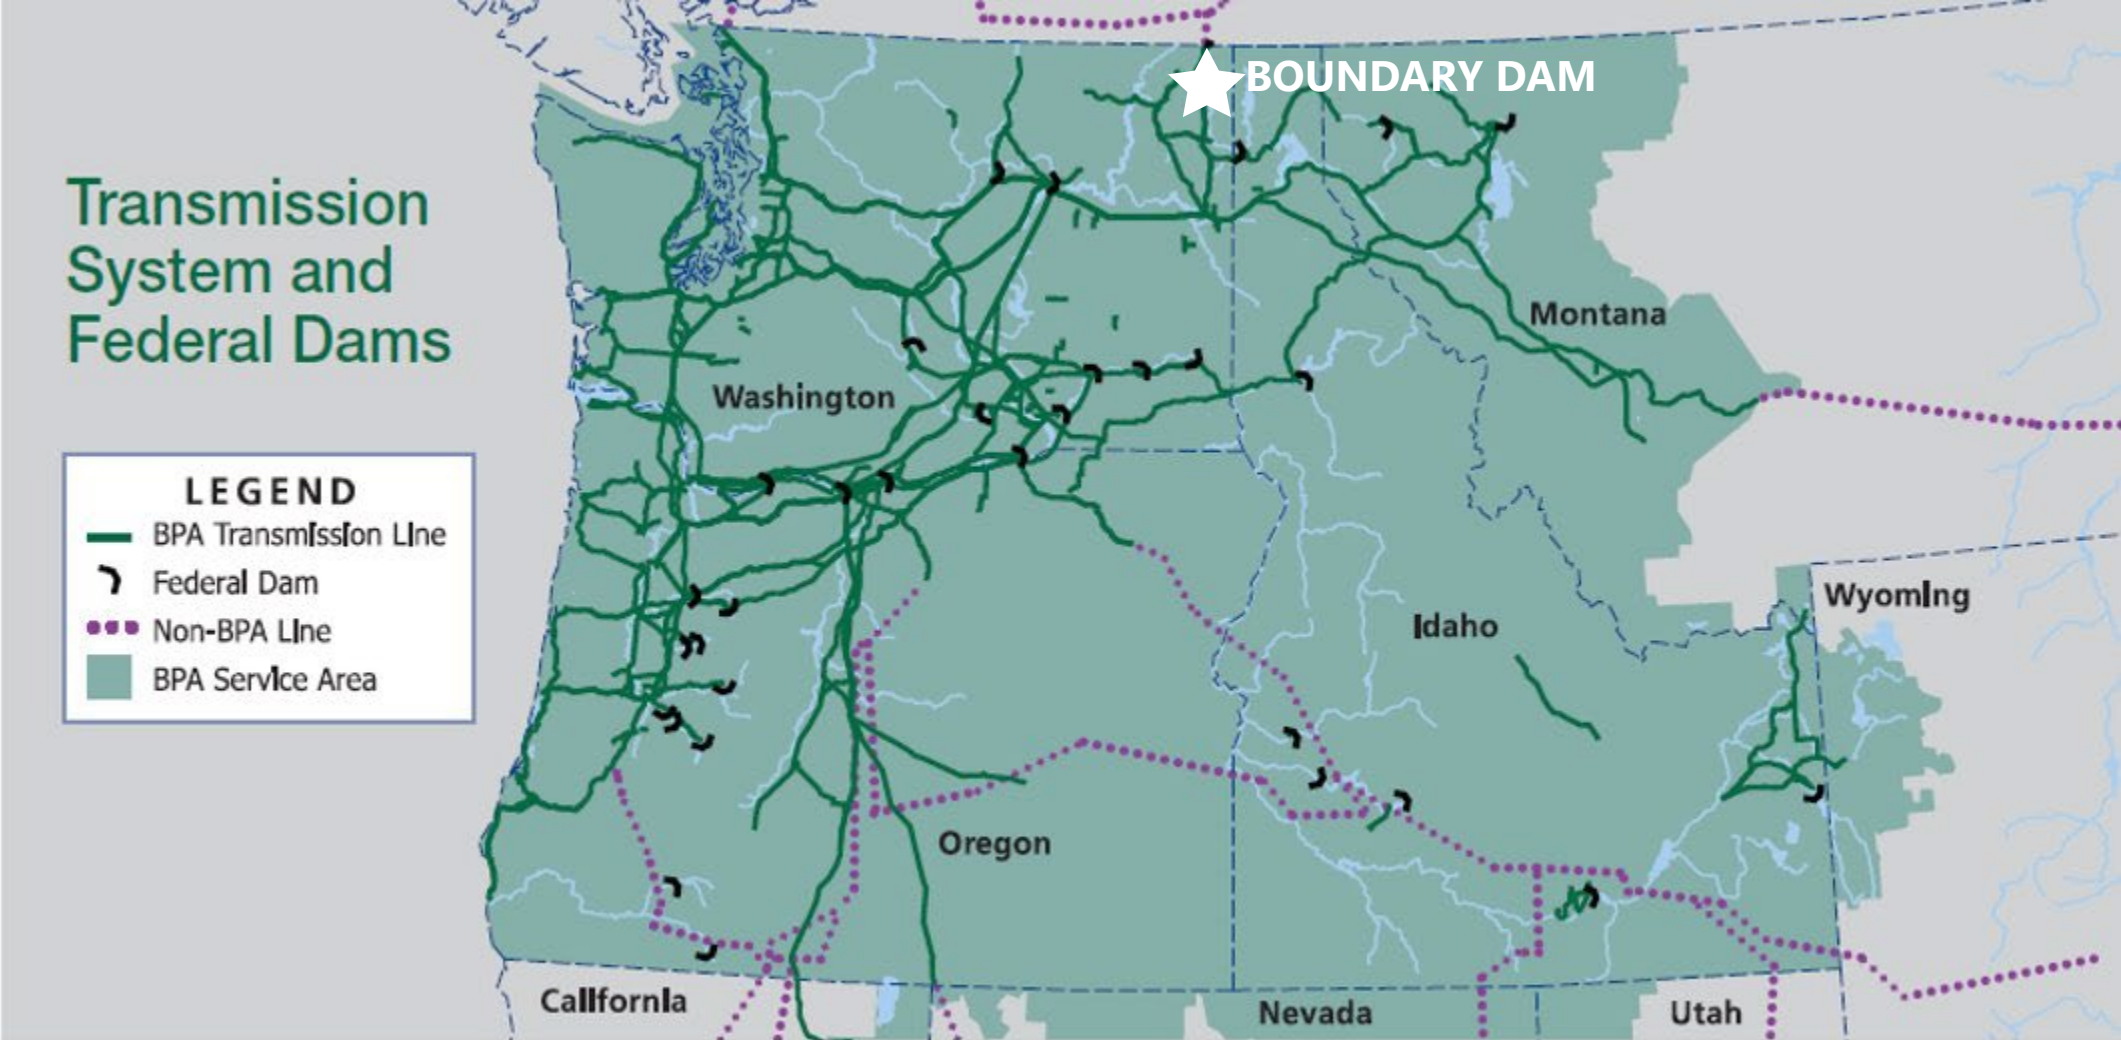 BOUNDARY DAM
Transmission
System and
Federal Dams
Montana
Washington
LEGEND
BPA Transmission Line
Federal Dam
Non-BPA Line
BPA Service Area
Wyoming
Idaho
Oregon
California
Nevada
Utah